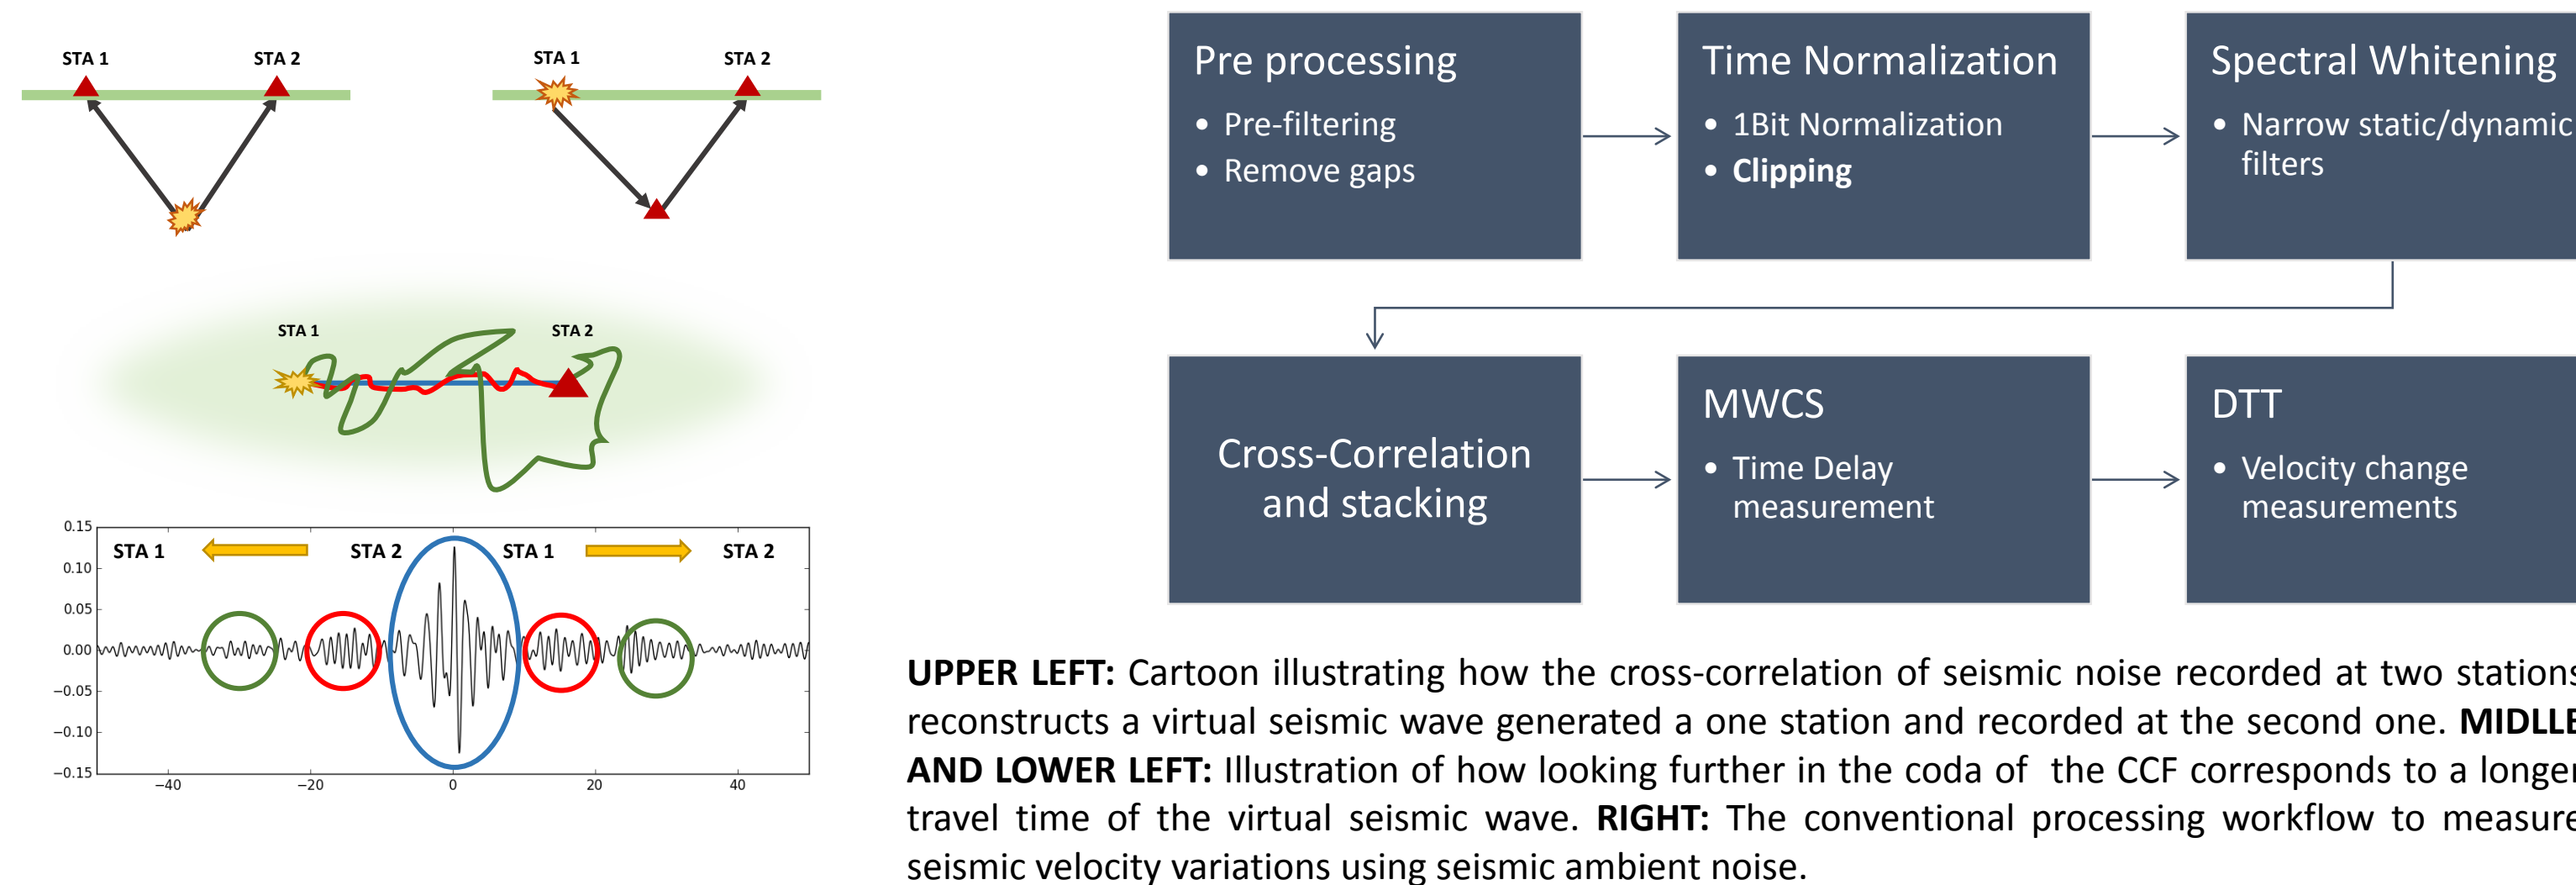 STA 1
STA 2
STA 1
STA 2
STA 1
STA 2
0.15
0.10
0.05
0.00
−0.05
−0.10
−0.15
STA 1
STA 2
STA 1
STA 2
−40
−20
0
20
40
Pre processing
• Pre-filtering
• Remove gaps
Time Normalization
• 1Bit Normalization
• Clipping
Spectral Whitening
• Narrow static/dynamic
filters
Cross-Correlation
and stacking
MWCS
• Time Delay
measurement
DTT
• Velocity change
measurements
UPPER LEFT: Cartoon illustrating how the cross-correlation of seismic noise recorded at two stations
reconstructs a virtual seismic wave generated a one station and recorded at the second one. MIDLLE
AND LOWER LEFT: Illustration of how looking further in the coda of the CCF corresponds to a longer
travel time of the virtual seismic wave. RIGHT: The conventional processing workflow to measure
seismic velocity variations using seismic ambient noise.